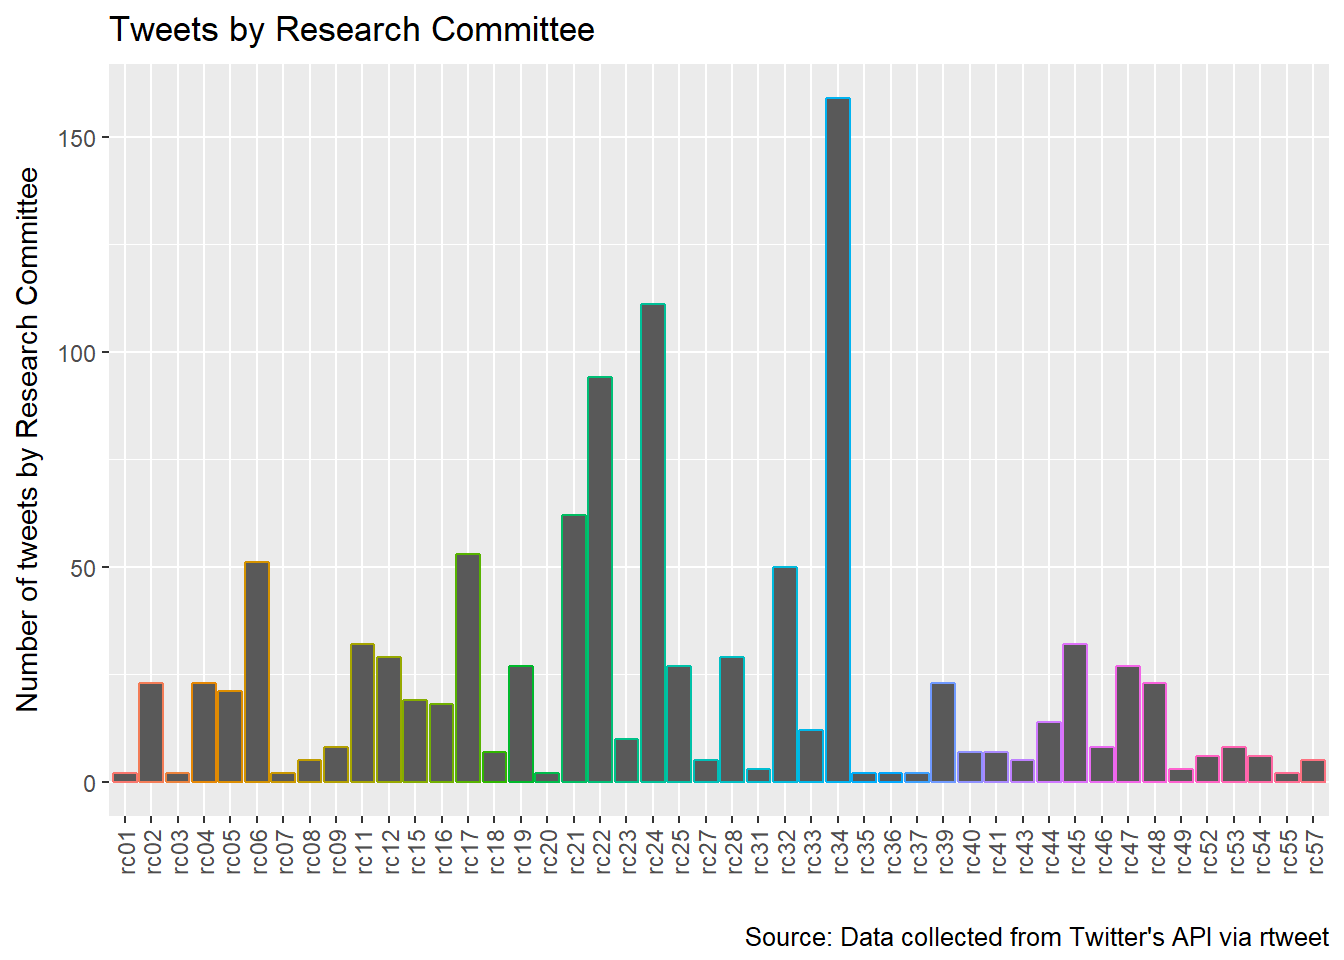 Tweets by Research Committee
Number of tweets by Research Committee
150
100
50
0
rc01 rc02 rc03 rc04 rc05 rc06 rc07 rc08 rc09 rc11 rc12 rc15 rc16 rc17 rc18 rc19 rc20 rc21 rc22 rc23 rc24 rc25 rc27 rc28 rc31 rc32 rc33 rc34 rc35 rc36 rc37 rc39 rc40 rc41 rc43 rc44 rc45 rc46 rc47 rc48 rc49 rc52 rc53 rc54 rc55 rc57
Source: Data collected from Twitter's API via rtweet